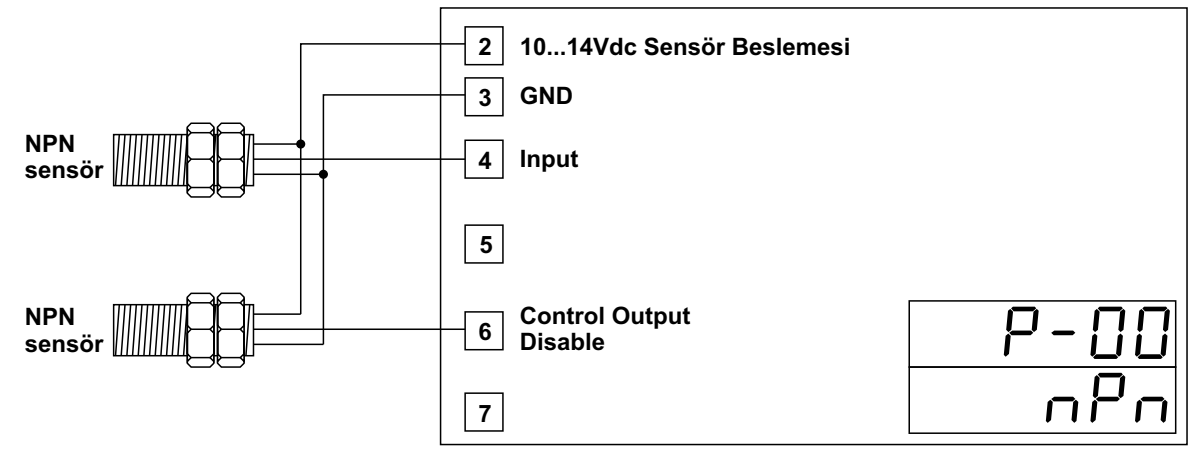 2 10...14Vdc Sensör Beslemesi
3 GND
NPN
sensör
4 Input
5
NPN
sensör
6 Control Output
Disable
P-00
nPn
7